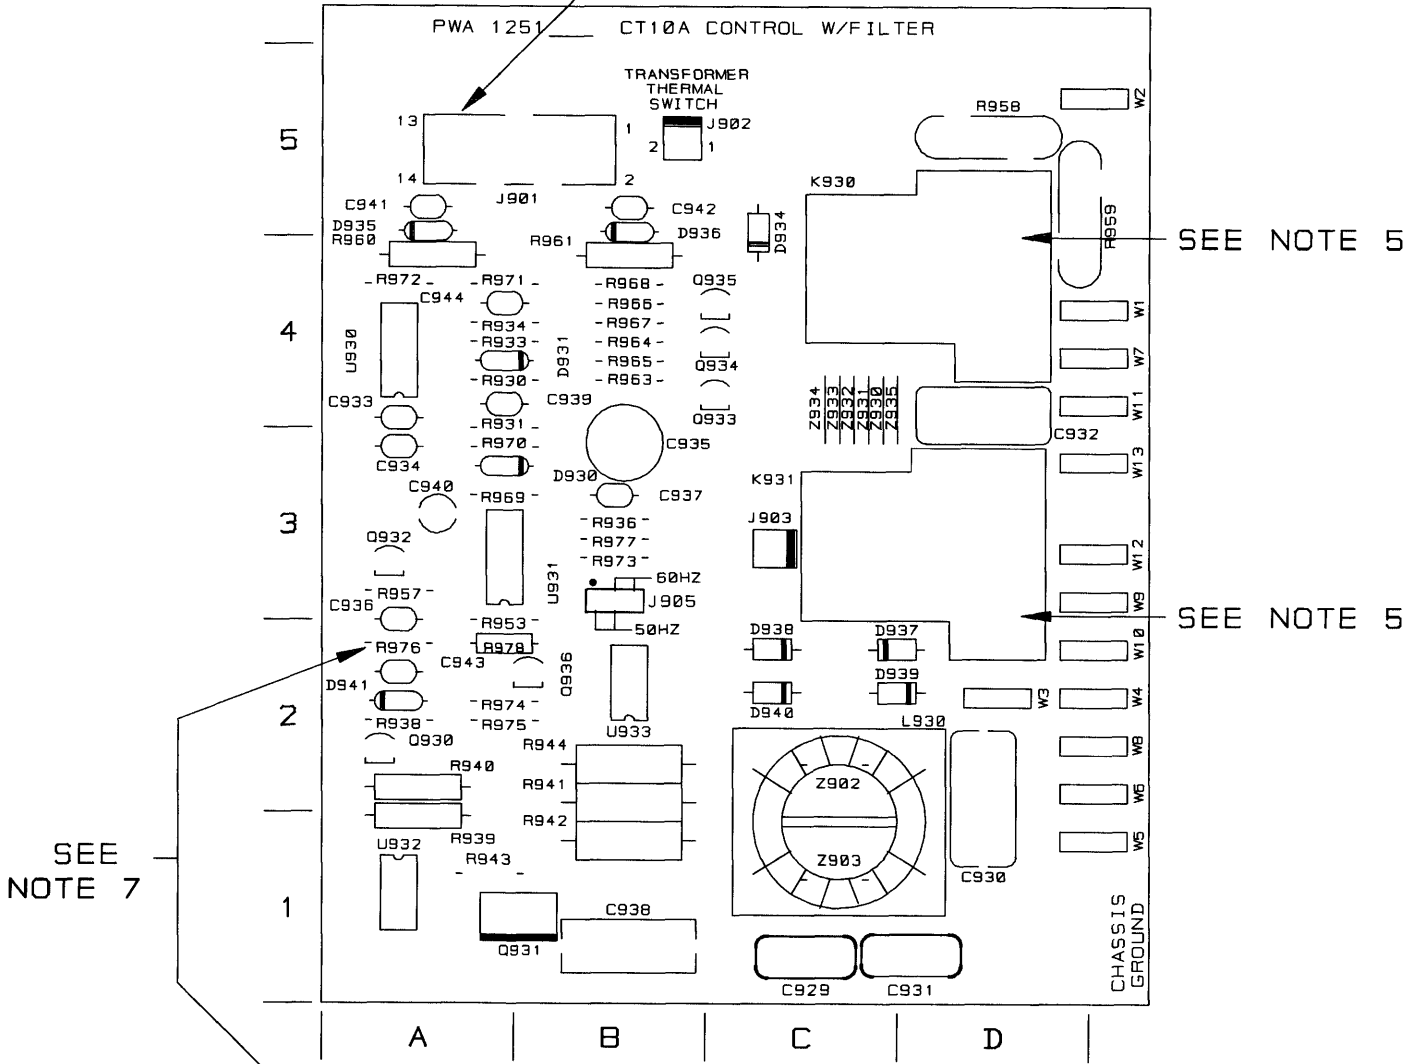 PWA 1251___ CT10A CONTROL W/FILTER
TRANSFORMER
THERMAL
SWITCH
J902
2 1
13 1
14 2
J901
R958
W2
5
K930
C941
C942
D935
D936
D934
R959
R960
R961
SEE NOTE 5
R972
R971
R968
Q935
C944
R966
W1
R934
R967
4
U930
R933
D931
R964
R965
Q934
W7
R930
R963
C933
C939
Q933
Z934
Z933
Z932
Z931
Z930
Z935
W11
R931
C932
R970
C935
C934
D930
W13
C940
R969
C937
K931
3
Q932
R936
J903
R977
R973
W12
U931
60HZ
R957
J905
W9
C936
50HZ
SEE NOTE 5
R953
D938
D937
R976
R978
W10
C943
Q936
D941
D939
R974
D940
W3
W4
2
R938
R975
L930
Q930
U933
R944
W8
R940
R941
Z902
W6
R942
SEE
NOTE 7
R939
U932
W5
R943
Z903
C930
1
C938
Q931
CHASSIS
GROUND
C929
C931
A B C D